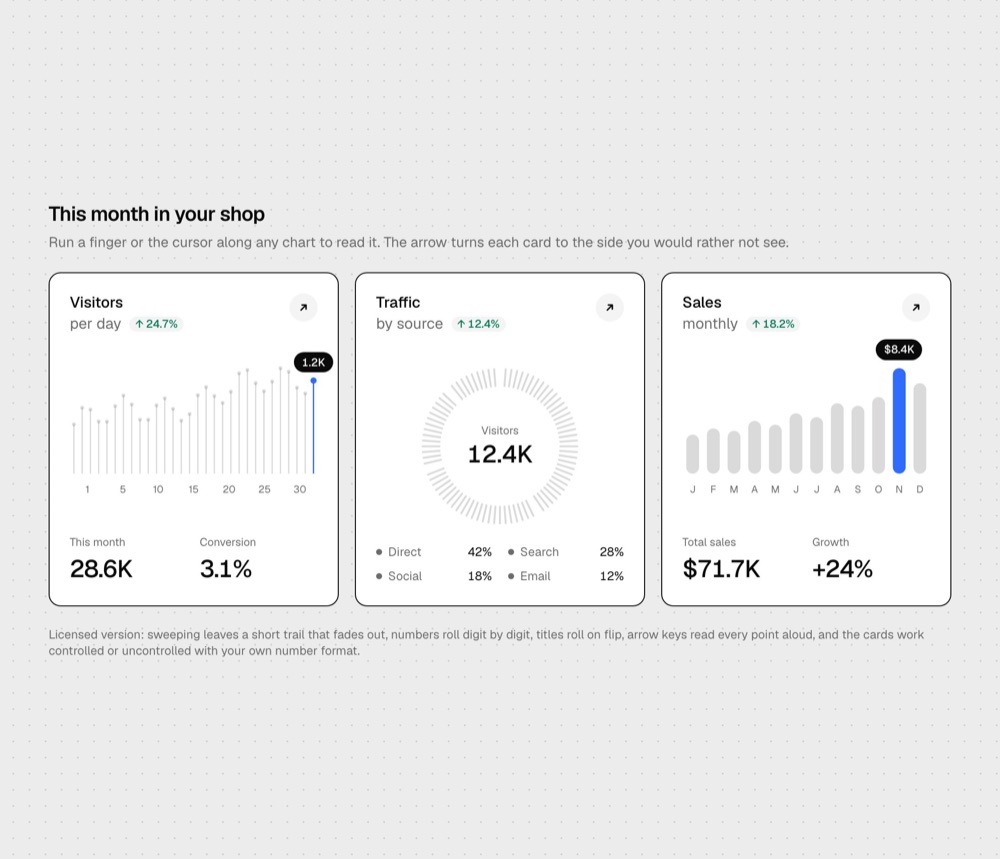 This month in your shop
Run a finger or the cursor along any chart to read it. The arrow turns each card to the side you would rather not see.
Visitors
per day ↑ 24.7%
1.2K
1 5 10 15 20 25 30
This month Conversion
28.6K 3.1%
Traffic
by source ↑ 12.4%
Visitors
12.4K
Direct 42% Search 28%
Social 18% Email 12%
Sales
monthly ↑ 18.2%
$8.4K
J F M A M J J A S O N D
Total sales Growth
$71.7K +24%
Licensed version: sweeping leaves a short trail that fades out, numbers roll digit by digit, titles roll on flip, arrow keys read every point aloud, and the cards work
controlled or uncontrolled with your own number format.